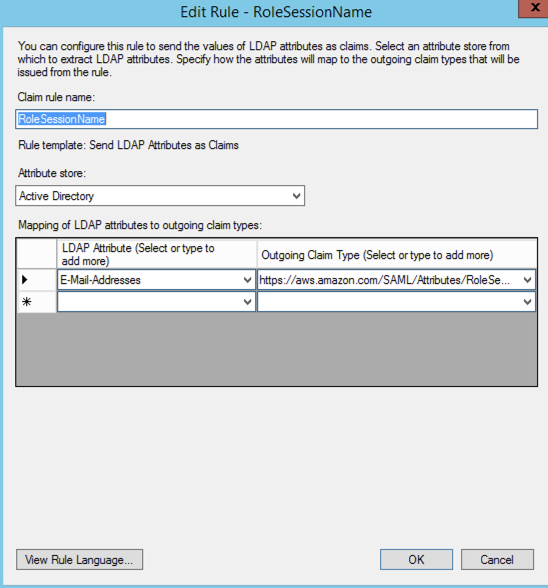 Edit Rule - RoleSessionName
x
You can configure this rule to send the values of LDAP attributes as claims. Select an attribute store from
which to extract LDAP attributes. Specify how the attributes will map to the outgoing claim types that will be
issued from the rule.
Claim rule name:
RoleSessionName
Rule template: Send LDAP Attributes as Claims
Attribute store:
Active Directory
Mapping of LDAP attributes to outgoing claim types:
LDAP Attribute (Select or type to
add more)
Outgoing Claim Type (Select or type to add more)
E-Mail-Addresses
https://aws.amazon.com/SAML/Attributes/RoleSe...
View Rule Language...
OK
Cancel